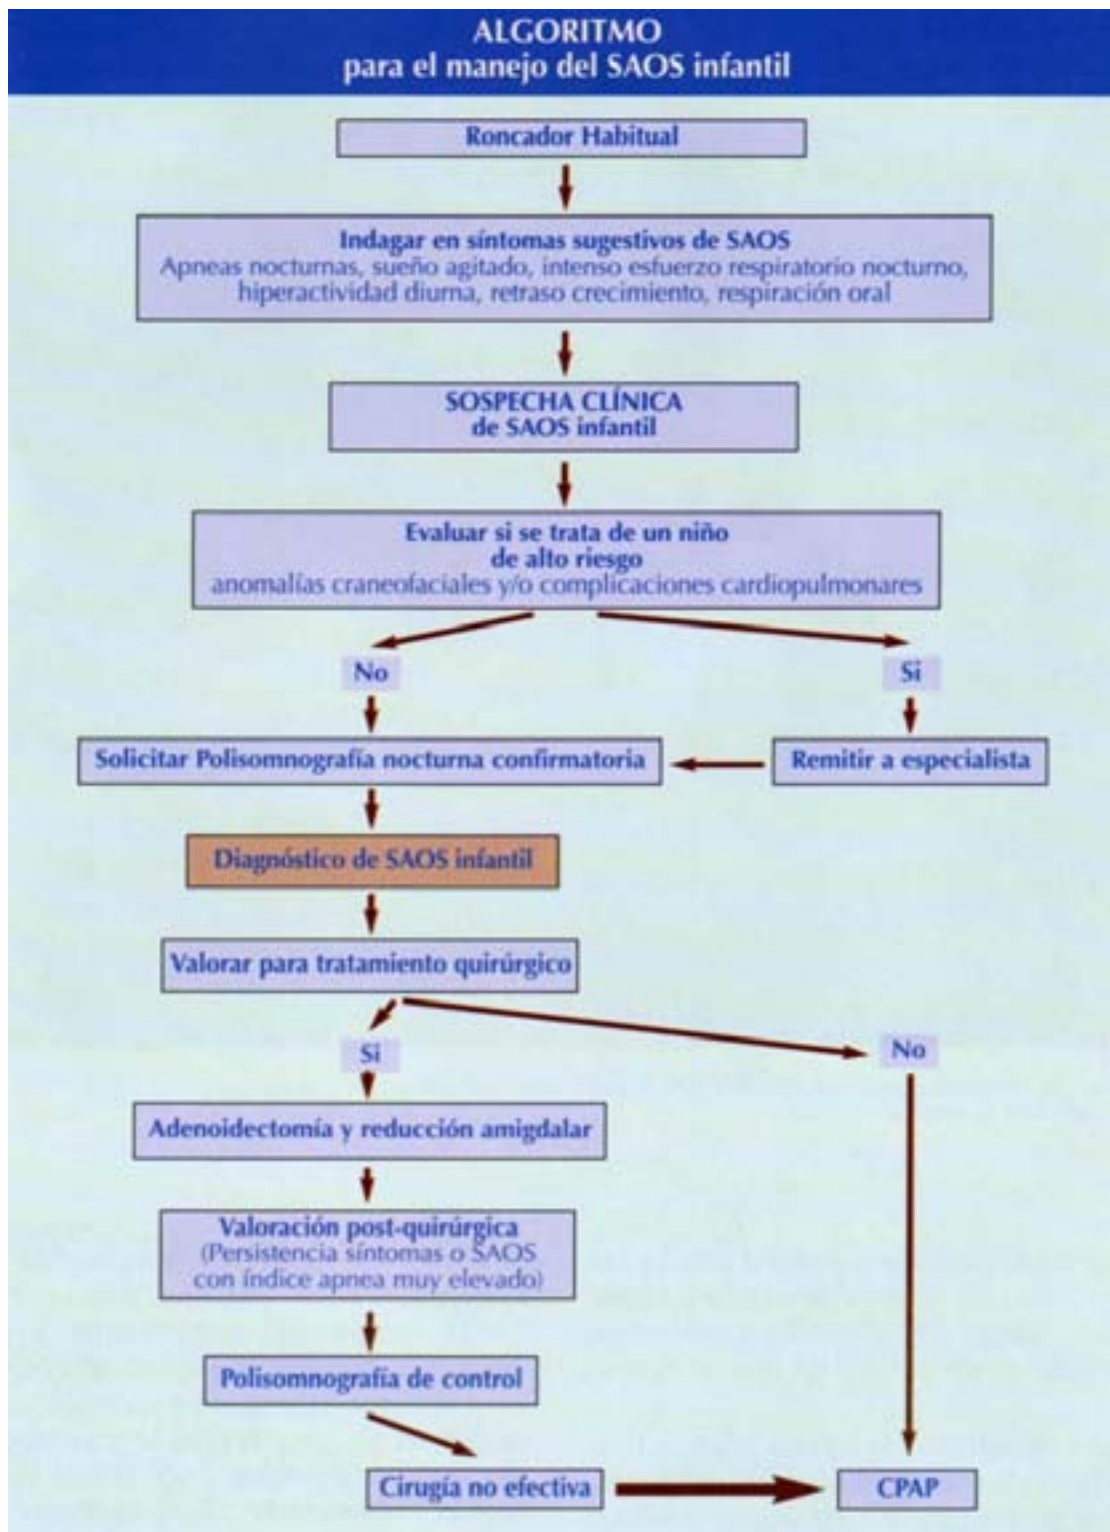 ALGORITMO
para el manejo del SAOS infantil
Roncador Habitual
Indagar en síntomas sugestivos de SAOS
Apneas nocturnas, sueño agitado, intenso esfuerzo respiratorio nocturno,
hiperactividad diurna, retraso crecimiento, respiración oral
SOSPECHA CLÍNICA
de SAOS infantil
Evaluar si se trata de un niño
de alto riesgo
anomalías craneofaciales y/o complicaciones cardiopulmonares
No
Si
Solicitar Polisomnografía nocturna confirmatoria
Remitir a especialista
Diagnóstico de SAOS infantil
Valorar para tratamiento quirúrgico
Si
No
Adenoidectomía y reducción amigdalar
Valoración post-quirúrgica
(Persistencia síntomas o SAOS
con índice apnea muy elevado)
Polisomnografía de control
Cirugía no efectiva
CPAP